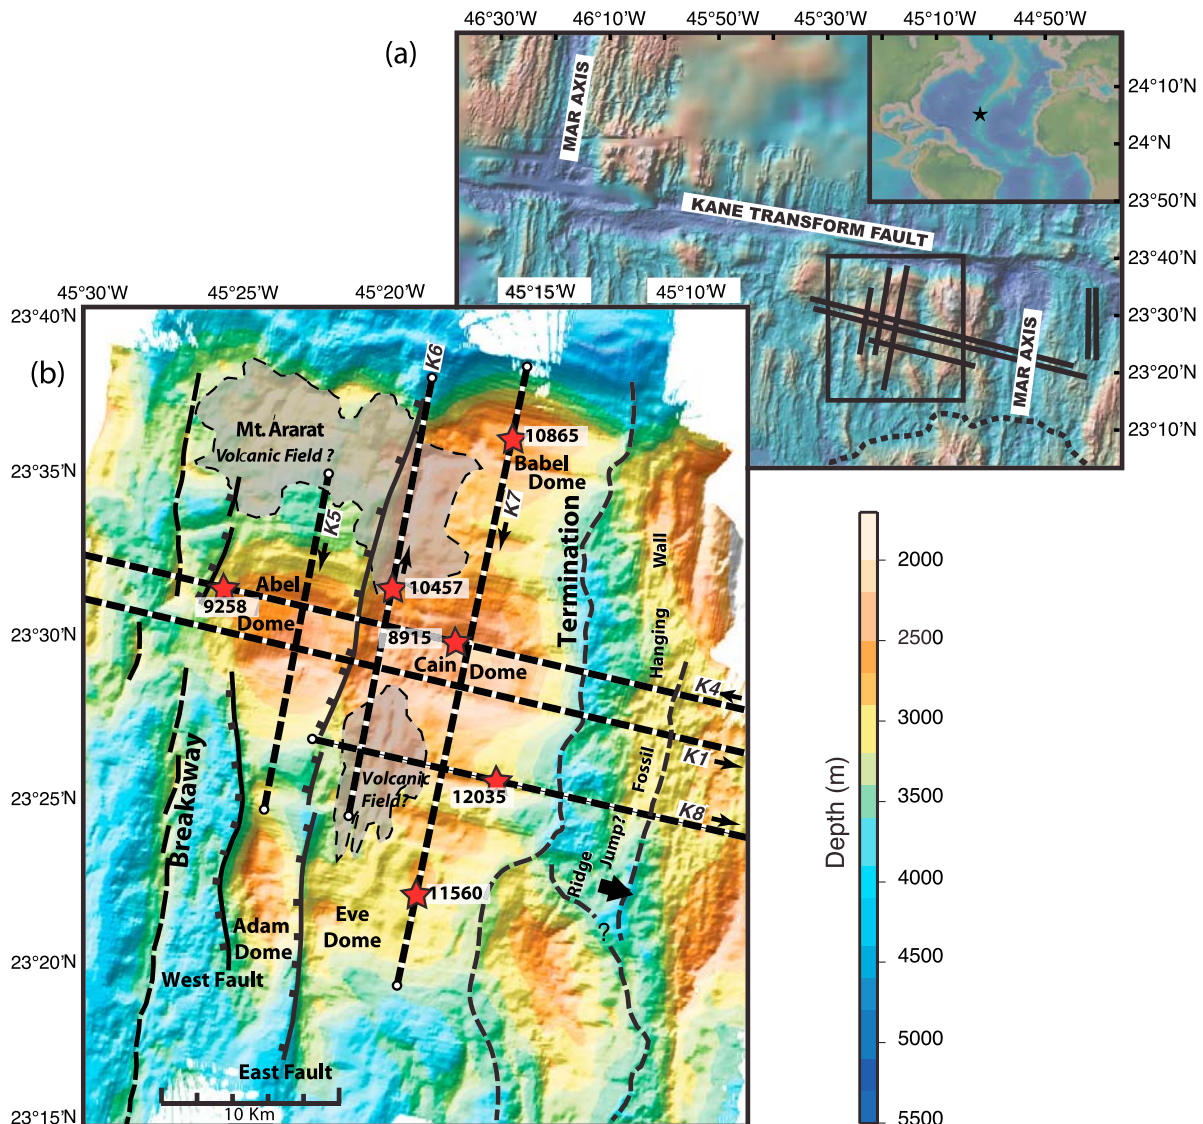 46°30'W 46°10'W 45°50'W 45°30'W 45°10'W 44°50'W
(a)
MAR AXIS
24°10'N
24°N
KANE TRANSFORM FAULT
23°50'N
23°40'N
23°30'N
MAR AXIS
23°20'N
23°10'N
45°30'W 45°25'W 45°20'W 45°15'W 45°10'W
23°40'N
(b)
K6
Mt. Ararat
Volcanic Field ?
10865
Babel
Dome
23°35'N
K5
K7
Termination
Wall
Hanging
Abel
Dome
9258
10457
23°30'N
8915
Cain
Dome
K4
K1
Fossil
Volcanic
Field?
12035
K8
23°25'N
Breakaway
Ridge
Jump?
?
11560
Adam
Dome
Eve
Dome
23°20'N
West Fault
East Fault
10 Km
23°15'N
Depth (m)
2000
2500
3000
3500
4000
4500
5000
5500